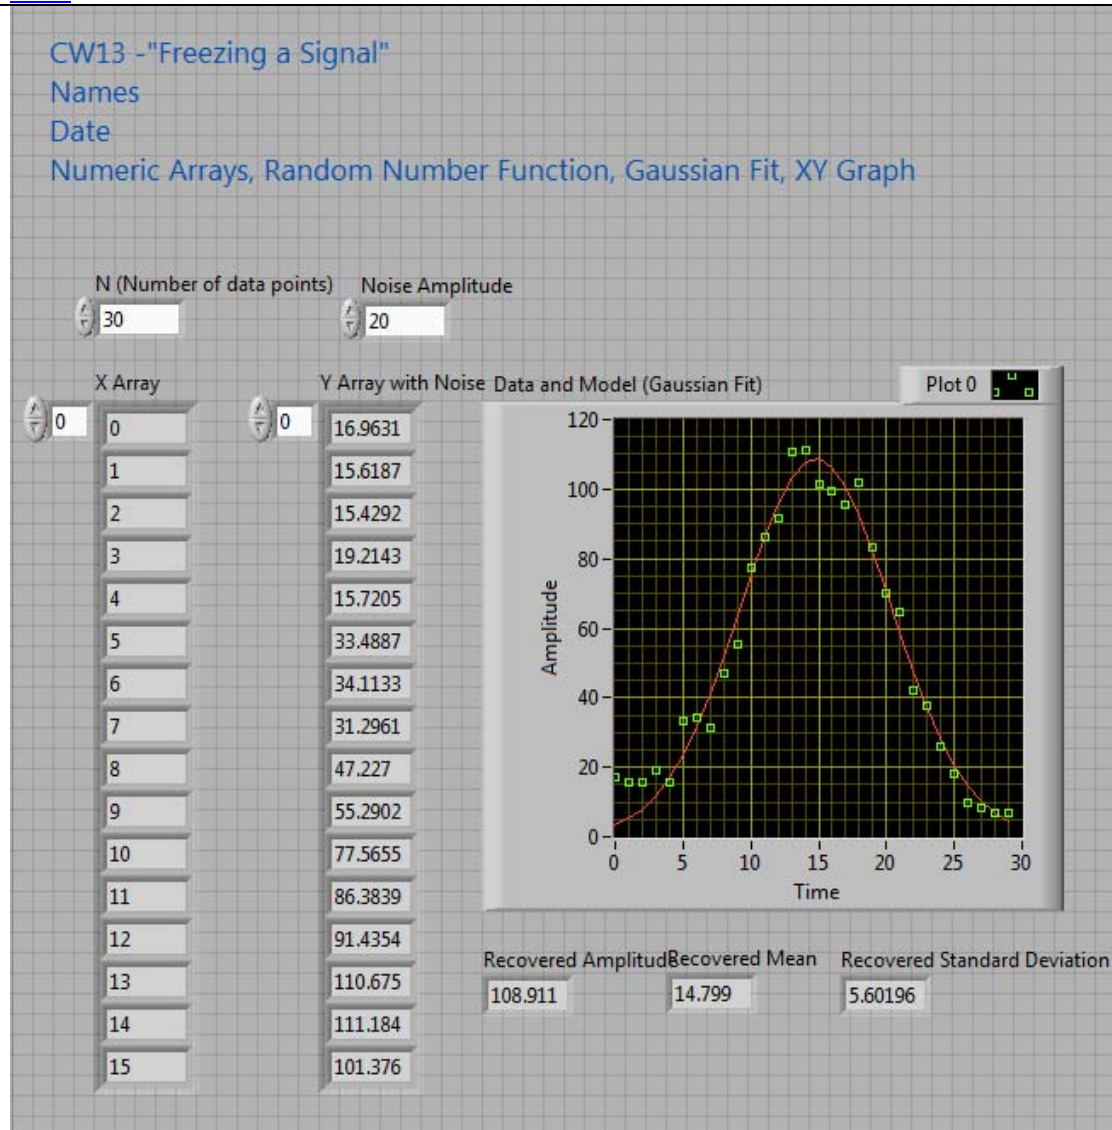 CW13 -"Freezing a Signal"
Names
Date
Numeric Arrays, Random Number Function, Gaussian Fit, XY Graph
N (Number of data points) Noise Amplitude
30 20
X Array Y Array with Noise Data and Model (Gaussian Fit) Plot 0
0 0 0 16.9631
1 15.6187
2 15.4292
3 19.2143
4 15.7205
5 33.4887
6 34.1133
7 31.2961
8 47.227
9 55.2902
10 77.5655
11 86.3839
12 91.4354
13 110.675
14 111.184
15 101.376
120
100
80
60
40
20
0
Amplitude
0 5 10 15 20 25 30
Time
Recovered Amplitude Recovered Mean Recovered Standard Deviation
108.911 14.799 5.60196